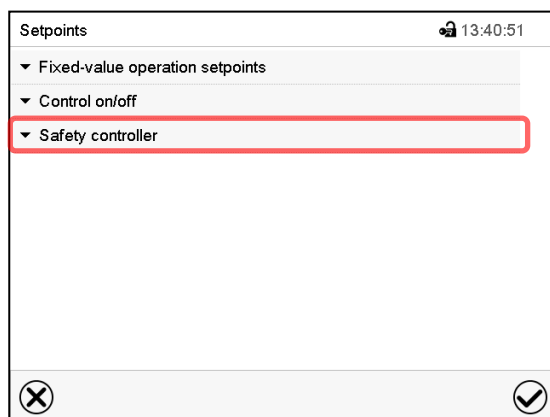 Setpoints 13:40:51
Fixed-value operation setpoints
Control on/off
Safety controller